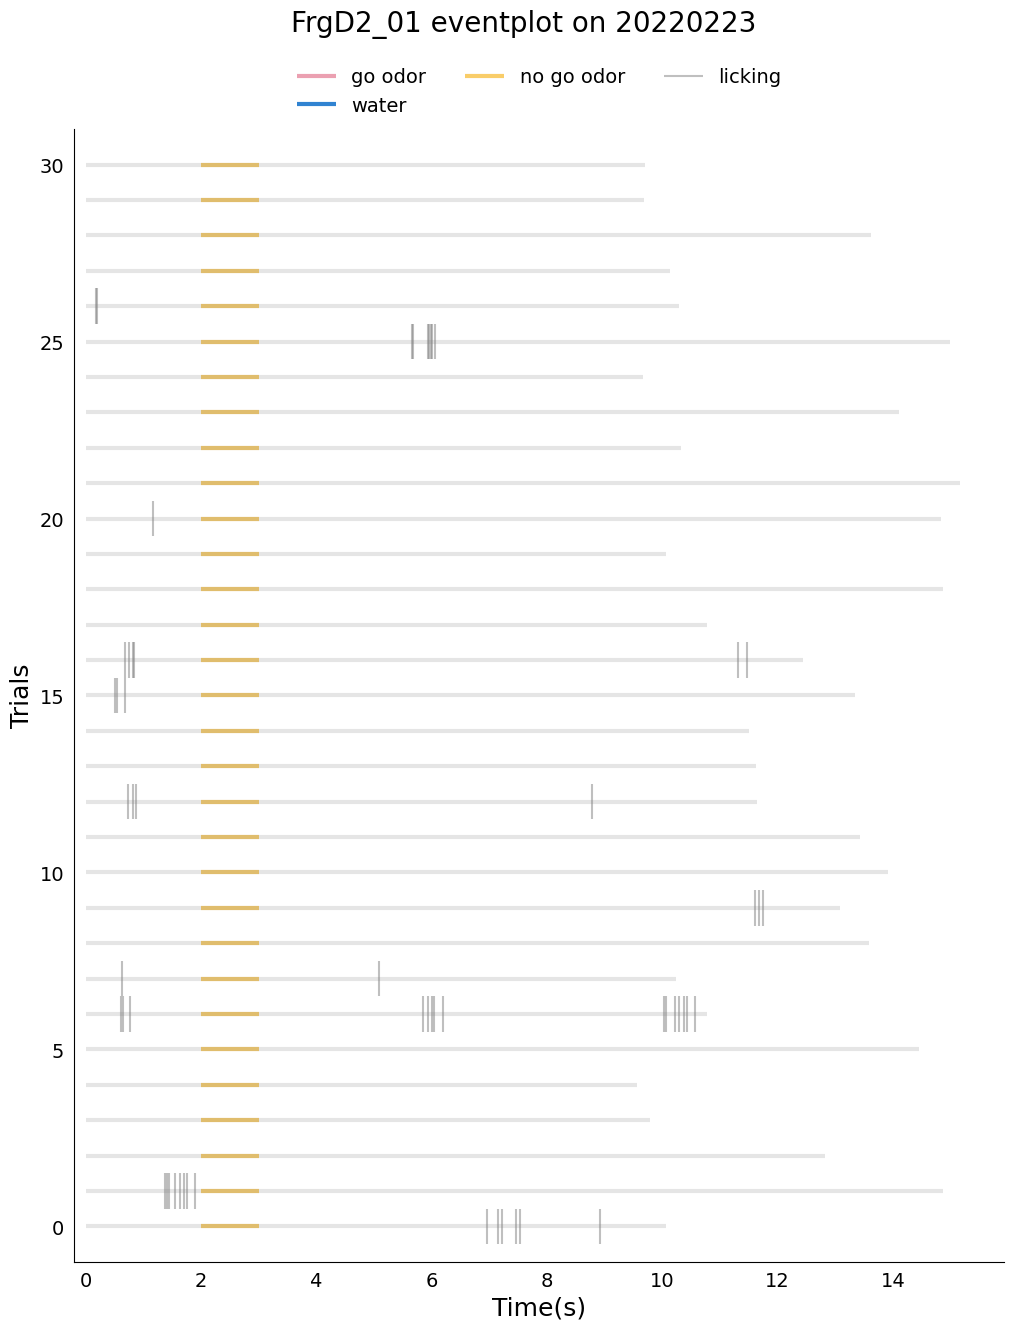 FrgD2_01 eventplot on 20220223
go odor
no go odor
licking
water
30
25
20
15
10
5
0
Trials
0 2 4 6 8 10 12 14
Time(s)